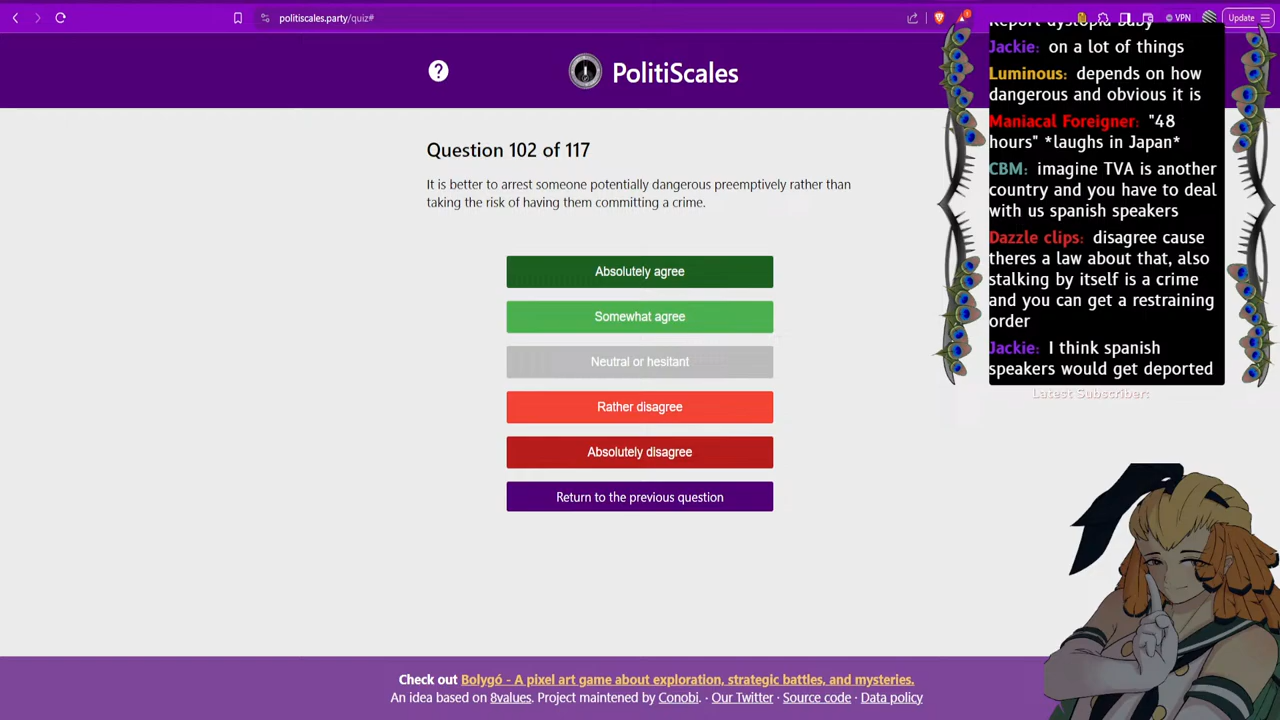 politiscales.party/quiz#
VPN
Update
PolitiScales
Question 102 of 117
It is better to arrest someone potentially dangerous preemptively rather than
taking the risk of having them committing a crime.
Absolutely agree
Somewhat agree
Neutral or hesitant
Rather disagree
Absolutely disagree
Return to the previous question
Report dystopia baby
Jackie: on a lot of things
Luminous: depends on how
dangerous and obvious it is
Maniacal Foreigner: "48
hours" *laughs in Japan*
CBM: imagine TVA is another
country and you have to deal
with us spanish speakers
Dazzle clips: disagree cause
theres a law about that, also
stalking by itself is a crime
and you can get a restraining
order
Jackie: I think spanish
speakers would get deported
Latest Subscriber:
Check out Bolygó - A pixel art game about exploration, strategic battles, and mysteries.
An idea based on 8values. Project maintened by Conobi. · Our Twitter · Source code · Data policy